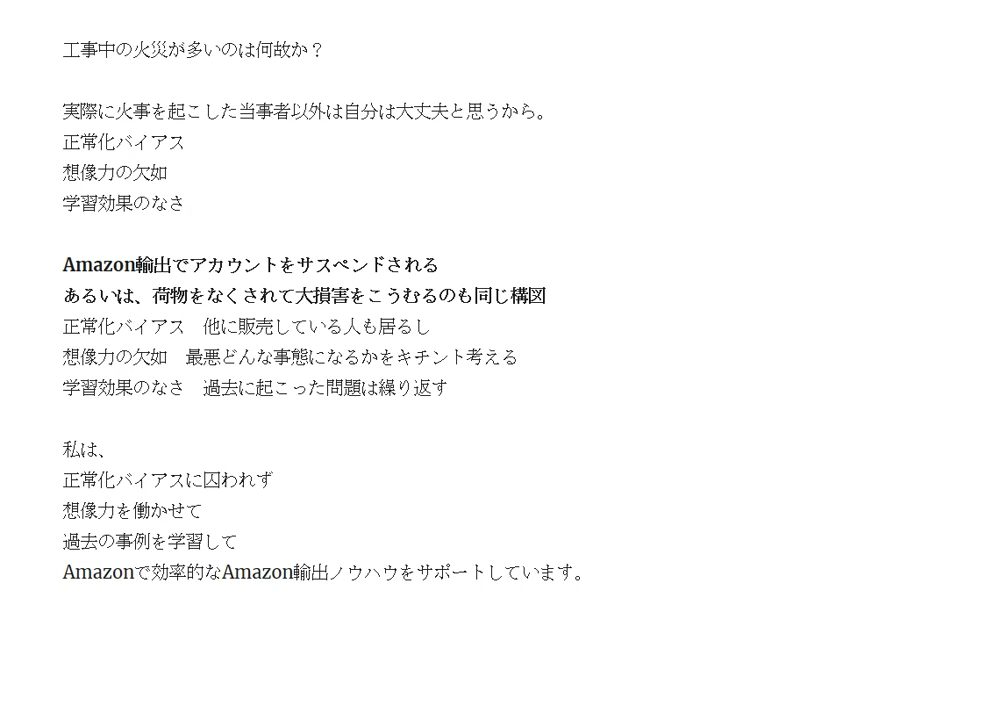 工事中の火災が多いのは何故か？
実際に火事を起こした当事者以外は自分は大丈夫と思うから。
正常化バイアス
想像力の欠如
学習効果のなさ
Amazon輸出でアカウントをサスペンドされる
あるいは、荷物をなくされて大損害をこうむるのも同じ構図
正常化バイアス　他に販売している人も居るし
想像力の欠如　最悪どんな事態になるかをキチント考える
学習効果のなさ　過去に起こった問題は繰り返す
私は、
正常化バイアスに囚われず
想像力を働かせて
過去の事例を学習して
Amazonで効率的なAmazon輸出ノウハウをサポートしています。